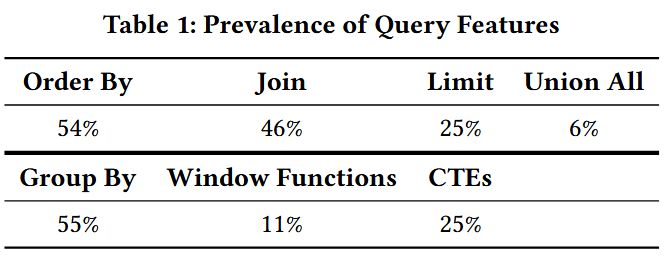 Table 1: Prevalence of Query Features
Order By Join Limit Union All
54% 46% 25% 6%
Group By Window Functions CTEs
55% 11% 25%